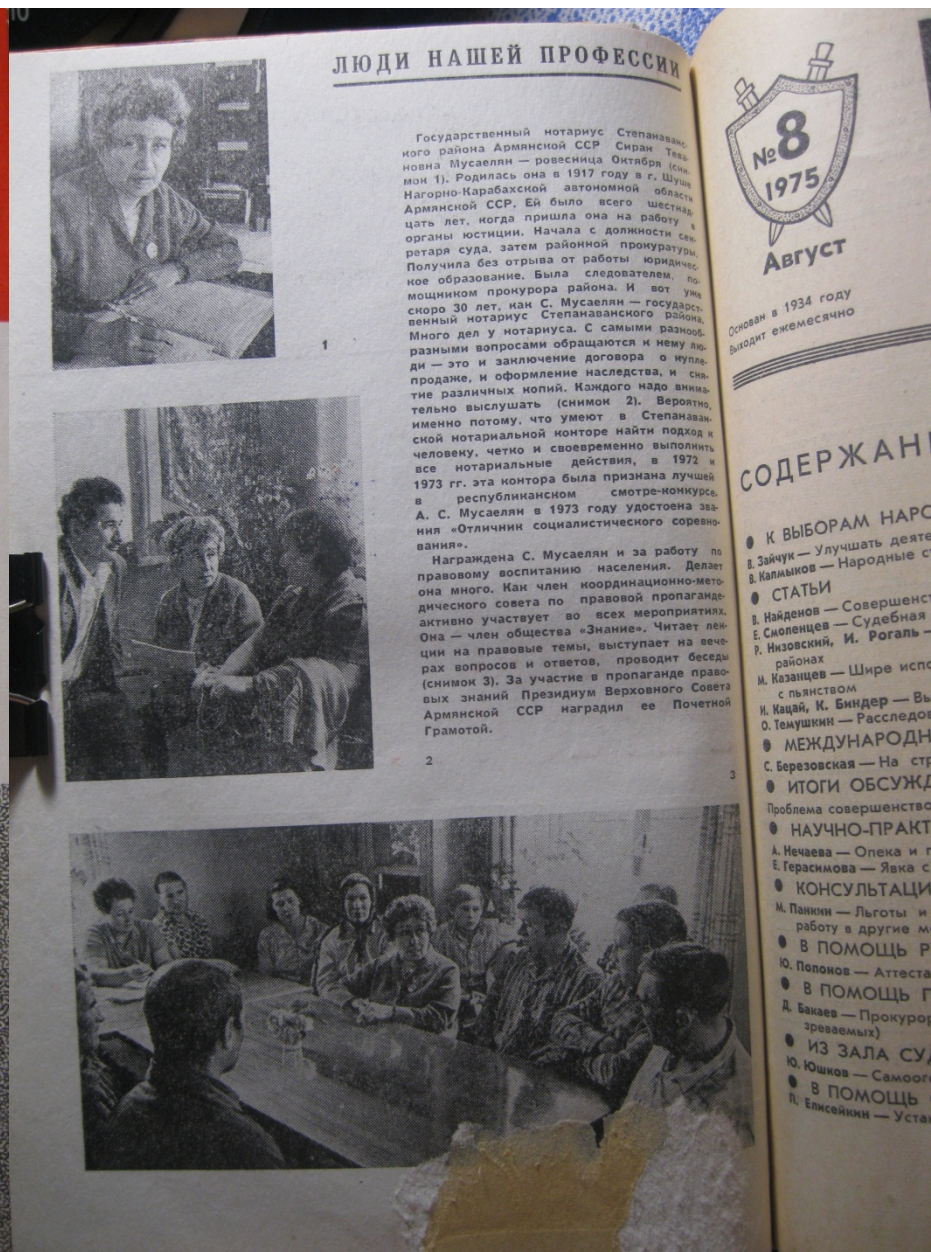 ЛЮДИ НАШЕЙ ПРОФЕССИИ
Государственный нотариус Степанаванс-
кого района Армянской ССР Сиран Тева-
новна Мусаелян — ровесница Октября (сни-
мок 1). Родилась она в 1917 году в г. Шуше
Нагорно-Карабахской автономной области
Армянской ССР. Ей было всего шестнад-
цать лет, когда пришла она на работу в
органы юстиции. Начала с должности сек-
ретаря суда, затем районной прокуратуры.
Получила без отрыва от работы юридичес-
кое образование. Была следователем, по-
мощником прокурора района. И вот уже
скоро 30 лет, как С. Мусаелян — государст-
венный нотариус Степанаванского района.
Много дел у нотариуса. С самыми разнооб-
разными вопросами обращаются к нему лю-
ди — это и заключение договора о купле-
продаже, и оформление наследства, и сня-
тие различных копий. Каждого надо внима-
тельно выслушать (снимок 2). Вероятно,
именно потому, что умеют в Степанаван-
ской нотариальной конторе найти подход к
человеку, четко и своевременно выполнить
все нотариальные действия, в 1972 и
1973 гг. эта контора была признана лучшей
в республиканском смотре-конкурсе.
А. С. Мусаелян в 1973 году удостоена зва-
ния «Отличник социалистического соревно-
вания».
Награждена С. Мусаелян и за работу по
правовому воспитанию населения. Делает
она много. Как член координационно-мето-
дического совета по правовой пропаганде
активно участвует во всех мероприятиях.
Она — член общества «Знание». Читает лек-
ции на правовые темы, выступает на вече-
рах вопросов и ответов, проводит беседы
(снимок 3). За участие в пропаганде право-
вых знаний Президиум Верховного Совета
Армянской ССР наградил ее Почетной
Грамотой.
1
2
3
№8
1975
Август
Основан в 1934 году
Выходит ежемесячно
СОДЕРЖАНИ
● К ВЫБОРАМ НАРО
В. Зайчук — Улучшать деяте
В. Калмыков — Народные с
● СТАТЬИ
В. Найденов — Совершенст
Е. Смоленцев — Судебная
Р. Низовский, И. Рогаль —
районах
М. Казанцев — Шире испо
с пьянством
И. Кацай, К. Биндер — Вы
О. Темушкин — Расследов
● МЕЖДУНАРОДН
С. Березовская — На стр
● ИТОГИ ОБСУЖД
Проблема совершенство
● НАУЧНО-ПРАКТ
А. Нечаева — Опека и п
Е. Герасимова — Явка с
● КОНСУЛЬТАЦИ
М. Панкин — Льготы и
работу в другие м
● В ПОМОЩЬ Р
Ю. Попонов — Аттеста
● В ПОМОЩЬ П
Д. Бакаев — Прокурор
зреваемых)
● ИЗ ЗАЛА СУД
Ю. Юшков — Самоого
● В ПОМОЩЬ
П. Елисейкин — Устан